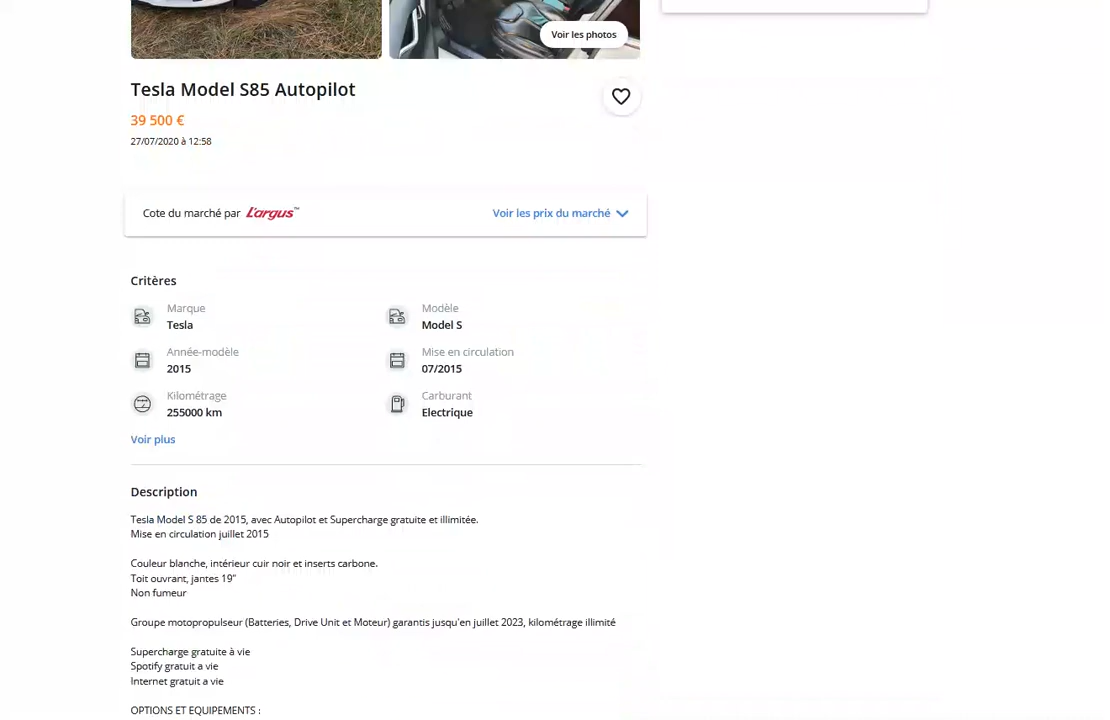 Voir les photos
Tesla Model S85 Autopilot
39 500 €
27/07/2020 à 12:58
Cote du marché par L'argus™
Voir les prix du marché
Critères
Marque
Tesla
Modèle
Model S
Année-modèle
2015
Mise en circulation
07/2015
Kilométrage
255000 km
Carburant
Electrique
Voir plus
Description
Tesla Model S 85 de 2015, avec Autopilot et Supercharge gratuite et illimitée.
Mise en circulation juillet 2015
Couleur blanche, intérieur cuir noir et inserts carbone.
Toit ouvrant, jantes 19"
Non fumeur
Groupe motopropulseur (Batteries, Drive Unit et Moteur) garantis jusqu'en juillet 2023, kilométrage illimité
Supercharge gratuite à vie
Spotify gratuit a vie
Internet gratuit a vie
OPTIONS ET EQUIPEMENTS :